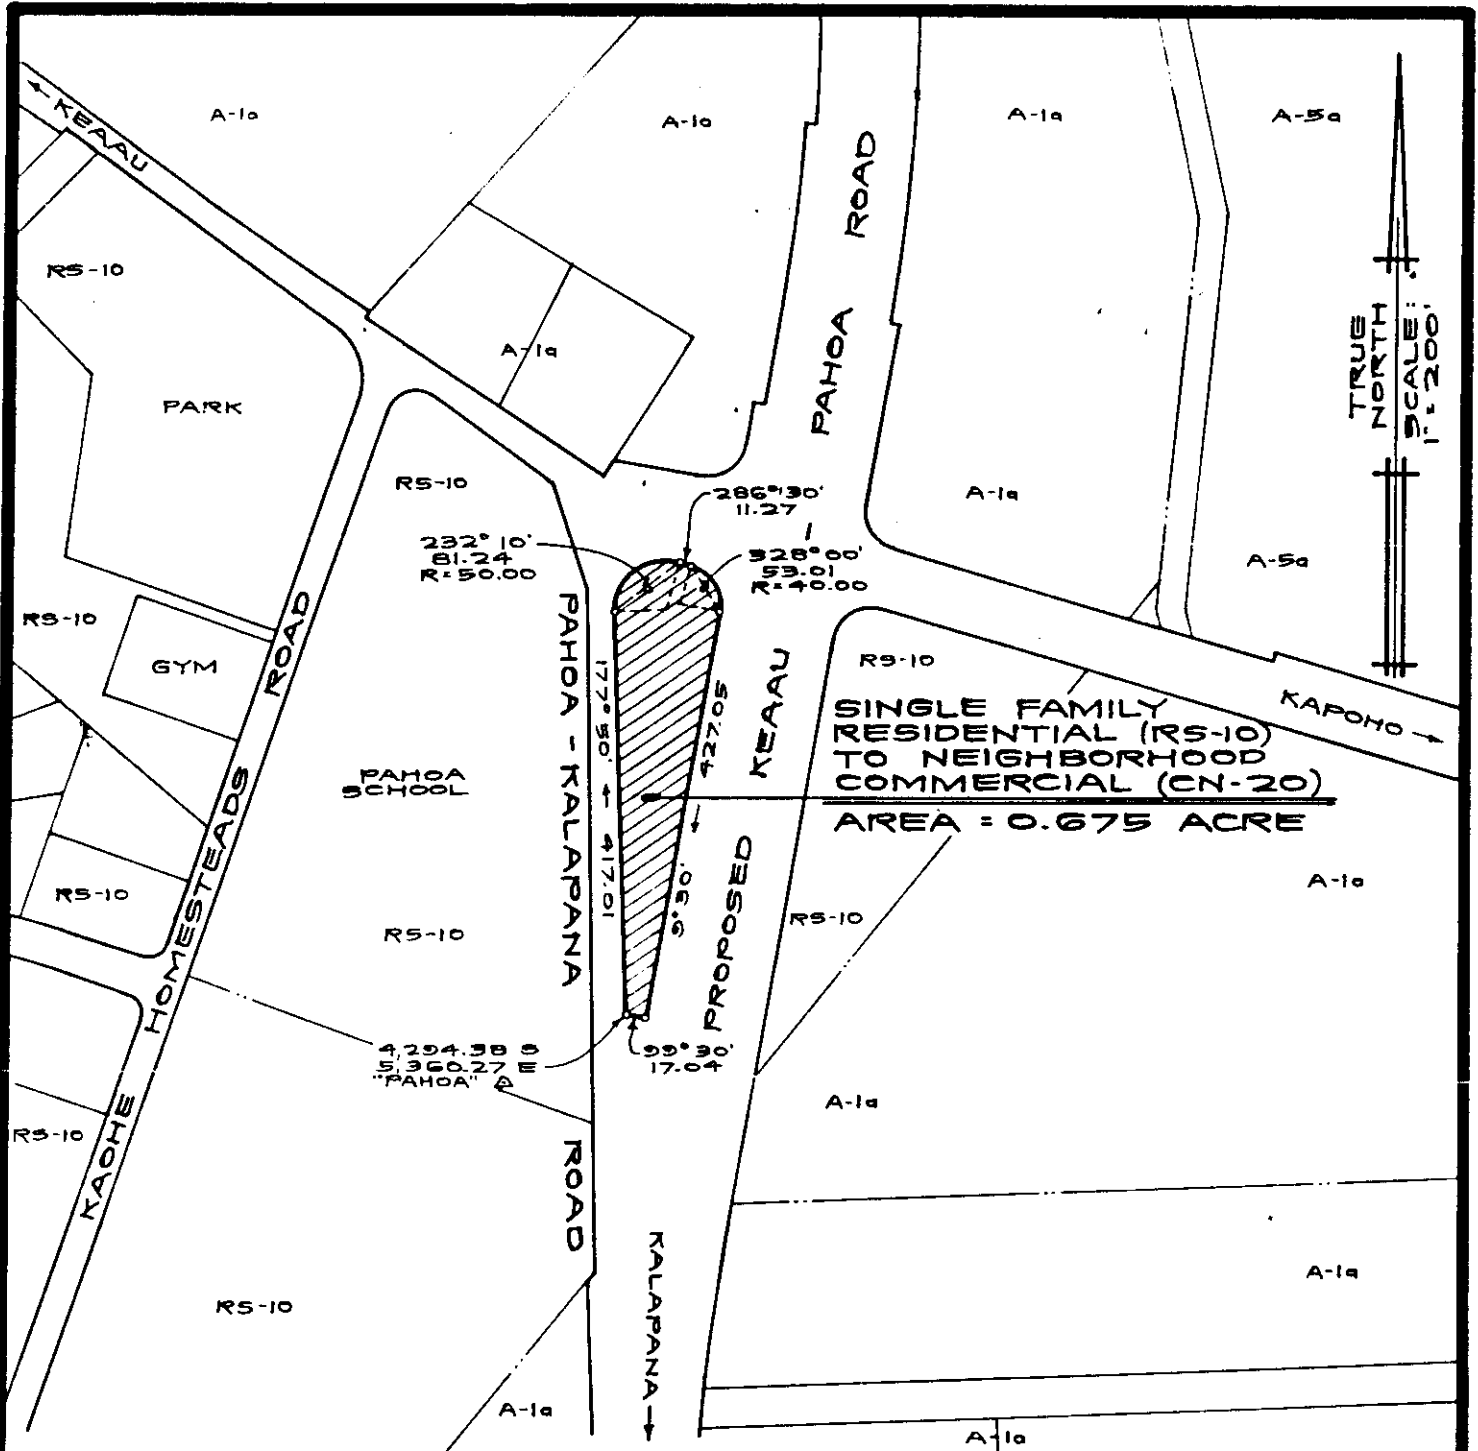 KEAAU
A-1a
A-1a
A-1a
A-5a
PAHOA ROAD
RS-10
TRUE
NORTH
SCALE:
1"=200'
A-1a
PARK
RS-10
A-1a
286°30'
11.27
232° 10'
81.24
R=50.00
328°00'
53.01
R=40.00
A-5a
RS-10
GYM
ROAD
PAHOA - KALAPANA
177°50'
417.01
427.05
9°30'
KEAAU
RS-10
KAPOHO
SINGLE FAMILY
RESIDENTIAL (RS-10)
TO NEIGHBORHOOD
COMMERCIAL (CN-20)
AREA = 0.675 ACRE
PAHOA
SCHOOL
HOMESTEADS
RS-10
RS-10
PROPOSED
RS-10
A-1a
4,294.38 S
5,360.27 E
"PAHOA"
99°30'
17.04
A-1a
RS-10
KAOHE
ROAD
RS-10
KALAPANA
A-1a
A-1a
A-1a